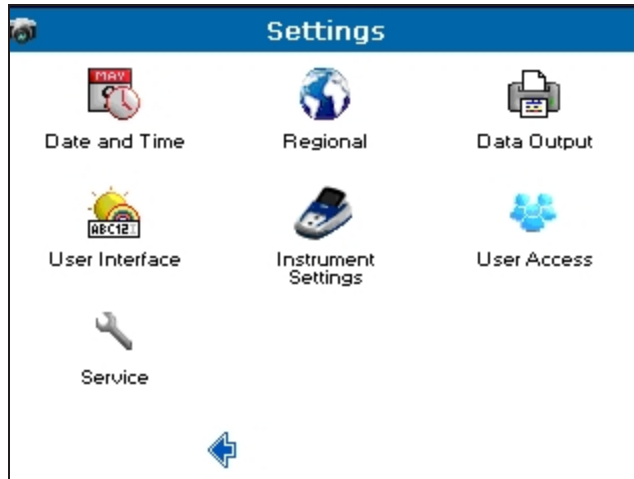 Settings
MAY
Date and Time
Regional
Data Output
ABC12
User Interface
Instrument
Settings
User Access
Service